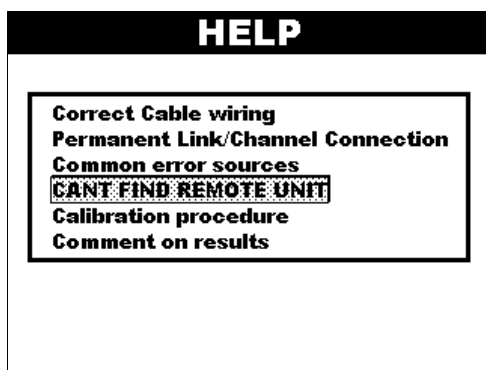 HELP
Correct Cable wiring
Permanent Link/Channel Connection
Common error sources
CANT FIND REMOTE UNIT
Calibration procedure
Comment on results